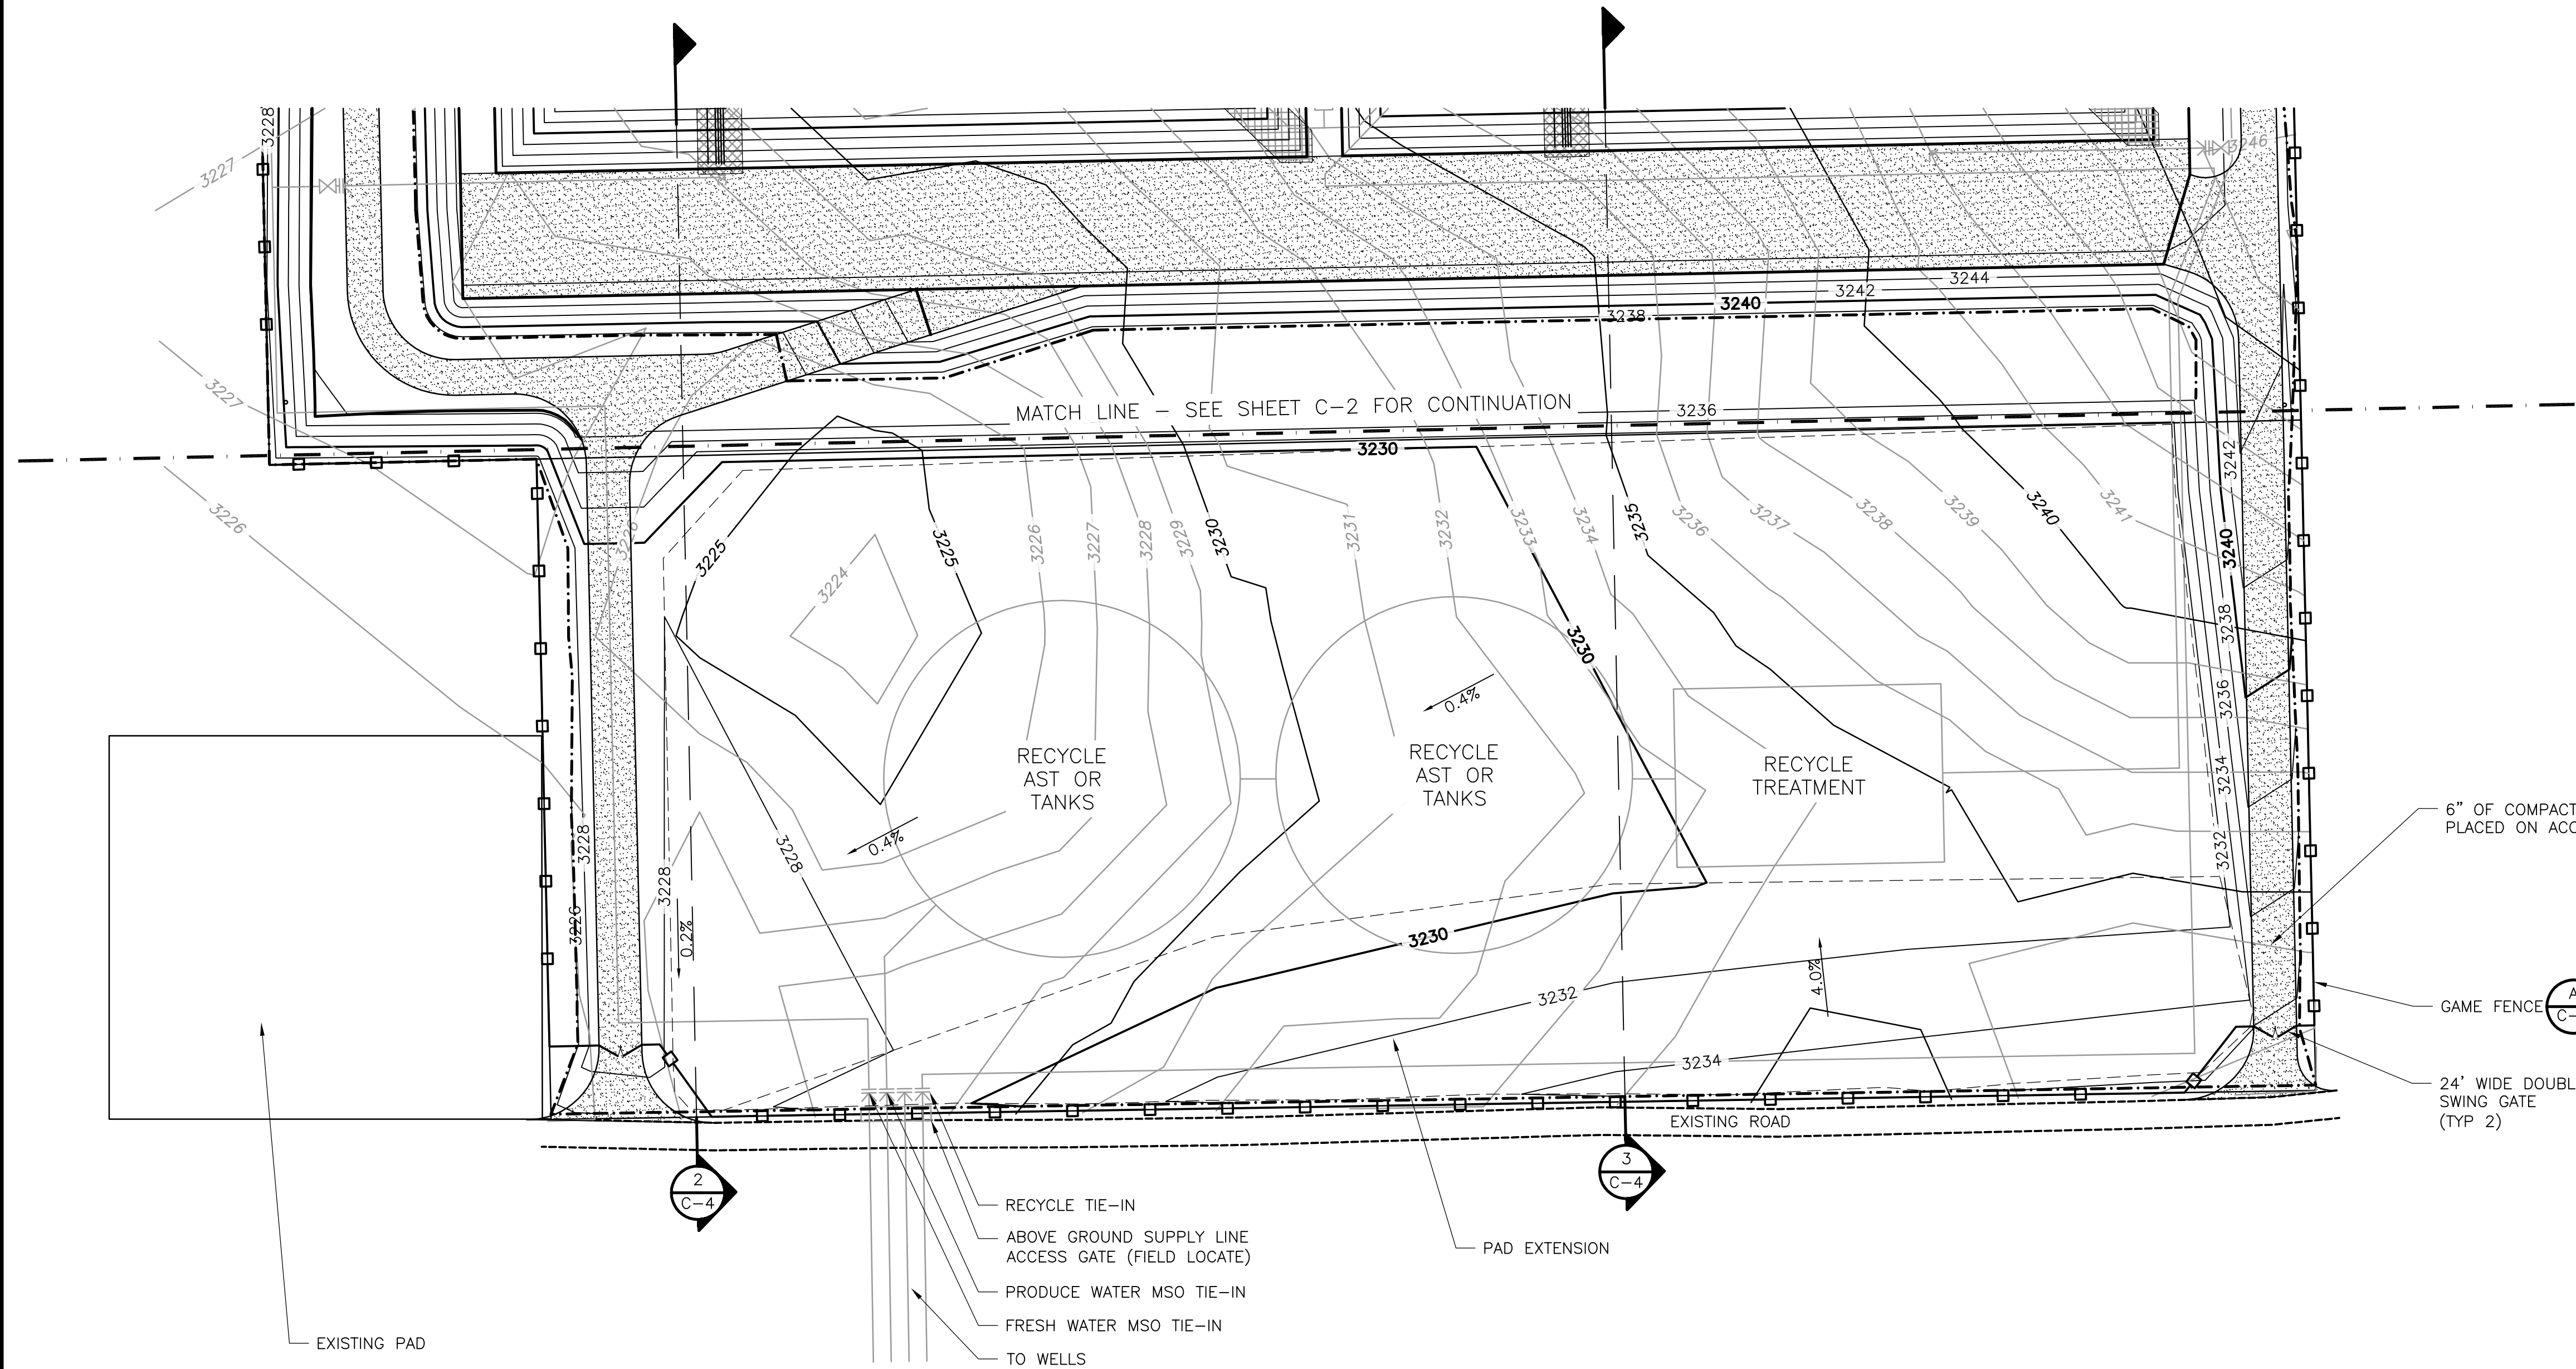 3228
3227
3246
3244
3242
3240
3238
3227
MATCH LINE – SEE SHEET C–2 FOR CONTINUATION
3236
3230
3242
3226
3228
3225
3225
3226
3227
3228
3229
3230
3231
3232
3233
3234
3235
3236
3237
3238
3239
3240
3241
3240
3224
3230
3238
3236
0.4%
RECYCLE
AST OR
TANKS
RECYCLE
AST OR
TANKS
RECYCLE
TREATMENT
3234
0.4%
3228
3228
3228
3232
6" OF COMPACT
PLACED ON ACC
3226
0.2%
3230
4.0%
3232
GAME FENCE
A
C–
3234
24' WIDE DOUBL
SWING GATE
(TYP 2)
EXISTING ROAD
2
C–4
3
C–4
RECYCLE TIE–IN
ABOVE GROUND SUPPLY LINE
ACCESS GATE (FIELD LOCATE)
PAD EXTENSION
PRODUCE WATER MSO TIE–IN
FRESH WATER MSO TIE–IN
EXISTING PAD
TO WELLS